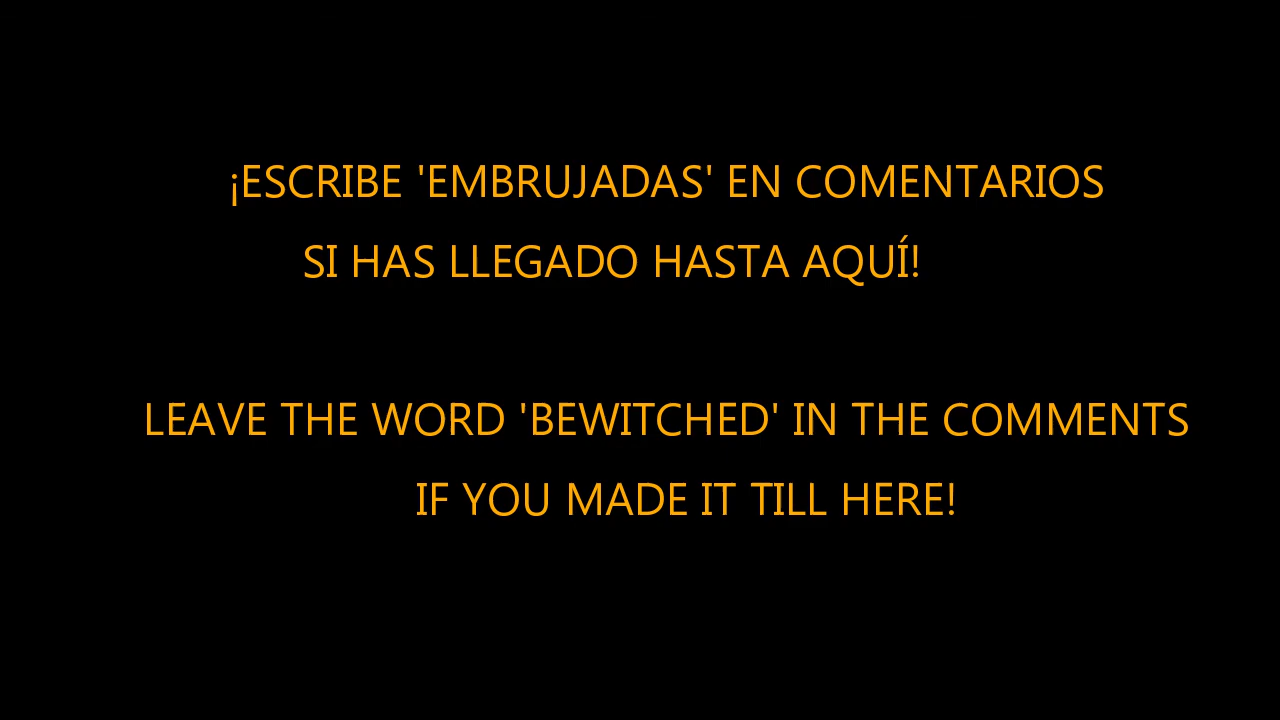 ¡ESCRIBE 'EMBRUJADAS' EN COMENTARIOS
SI HAS LLEGADO HASTA AQUÍ!
LEAVE THE WORD 'BEWITCHED' IN THE COMMENTS
IF YOU MADE IT TILL HERE!